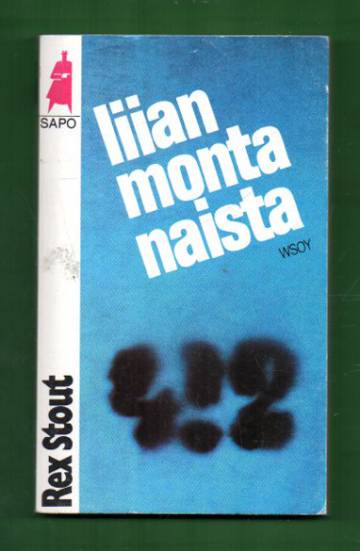 SAPO
liian
monta
naista
WSOY
Rex Stout